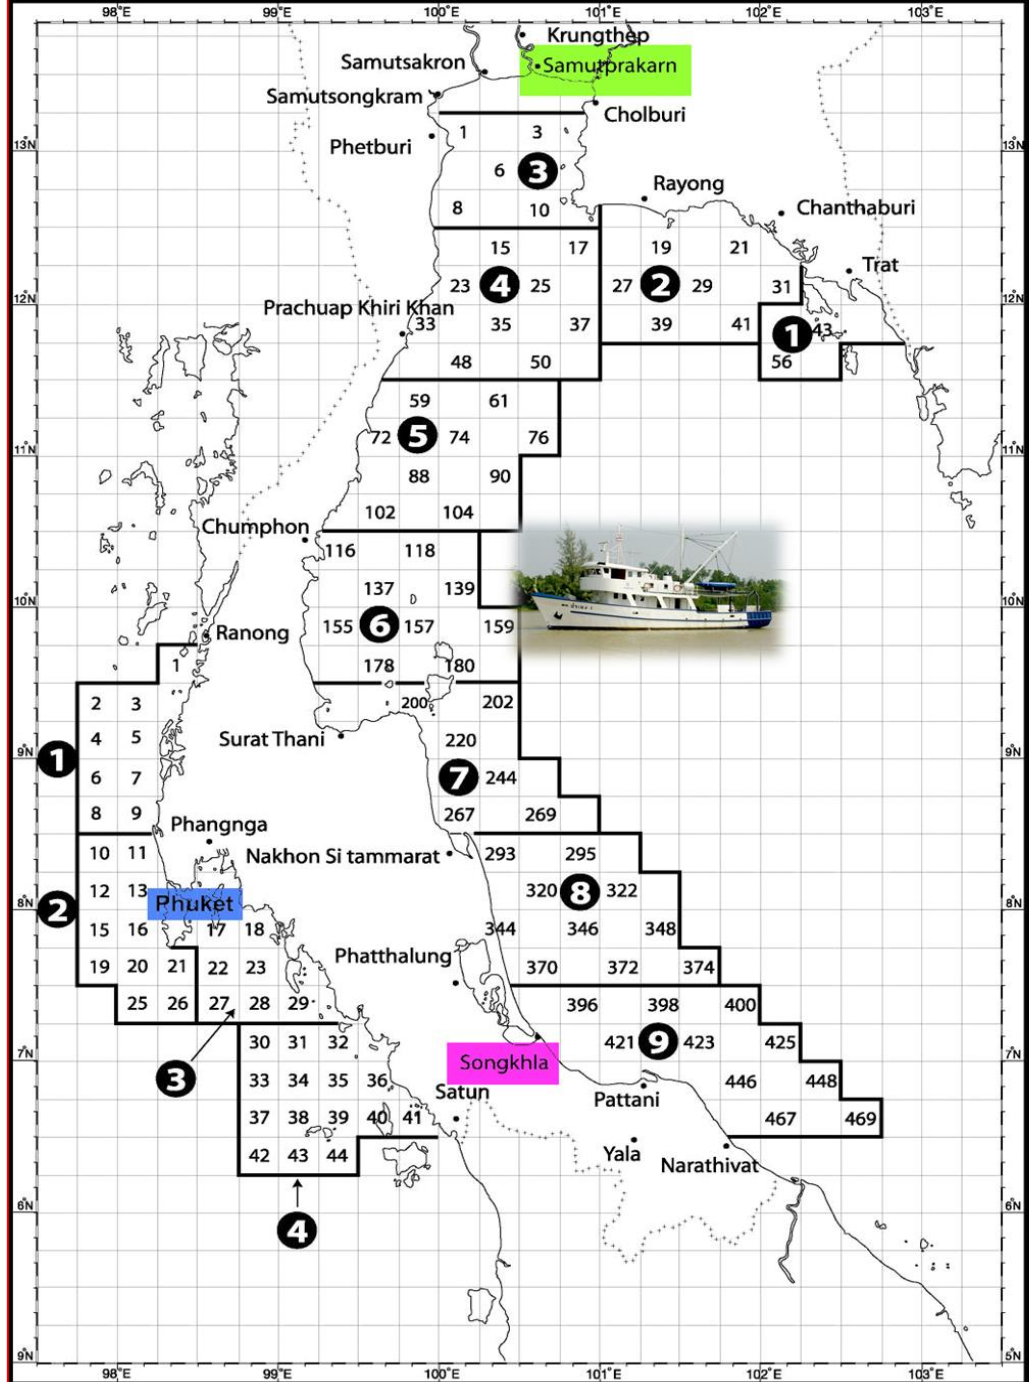 98°E 99°E 100°E 101°E 102°E 103°E
Krungthep
Samutsakron
Samutprakarn
Samutsongkram
Cholburi
1 3
13°N 13°N
Phetburi
6 3
Rayong
8 10
Chanthaburi
15 17 19 21
Trat
23 4 25 27 2 29 31
12°N 12°N
Prachuap Khiri Khan
33 35 37 39 41 1 43
48 50 56
59 61
72 5 74 76
11°N 11°N
88 90
102 104
Chumphon
116 118
137 139
10°N 10°N
155 6 157 159
Ranong
1 178 180
2 3 200 202
4 5 Surat Thani 220
9°N 9°N
1
6 7 7 244
8 9 267 269
Phangnga
10 11 Nakhon Si tammarat 293 295
12 13 320 8 322
2 Phuket
8°N 8°N
15 16 17 18 344 346 348
Phatthalung
19 20 21 22 23 370 372 374
25 26 27 28 29 396 398 400
30 31 32 421 9 423 425
7°N 7°N
Songkhla
3
33 34 35 36 446 448
Satun
Pattani
37 38 39 40 41 467 469
42 43 44
Yala
Narathivat
6°N 6°N
4
9°N 5°N
98°E 99°E 100°E 101°E 102°E 103°E